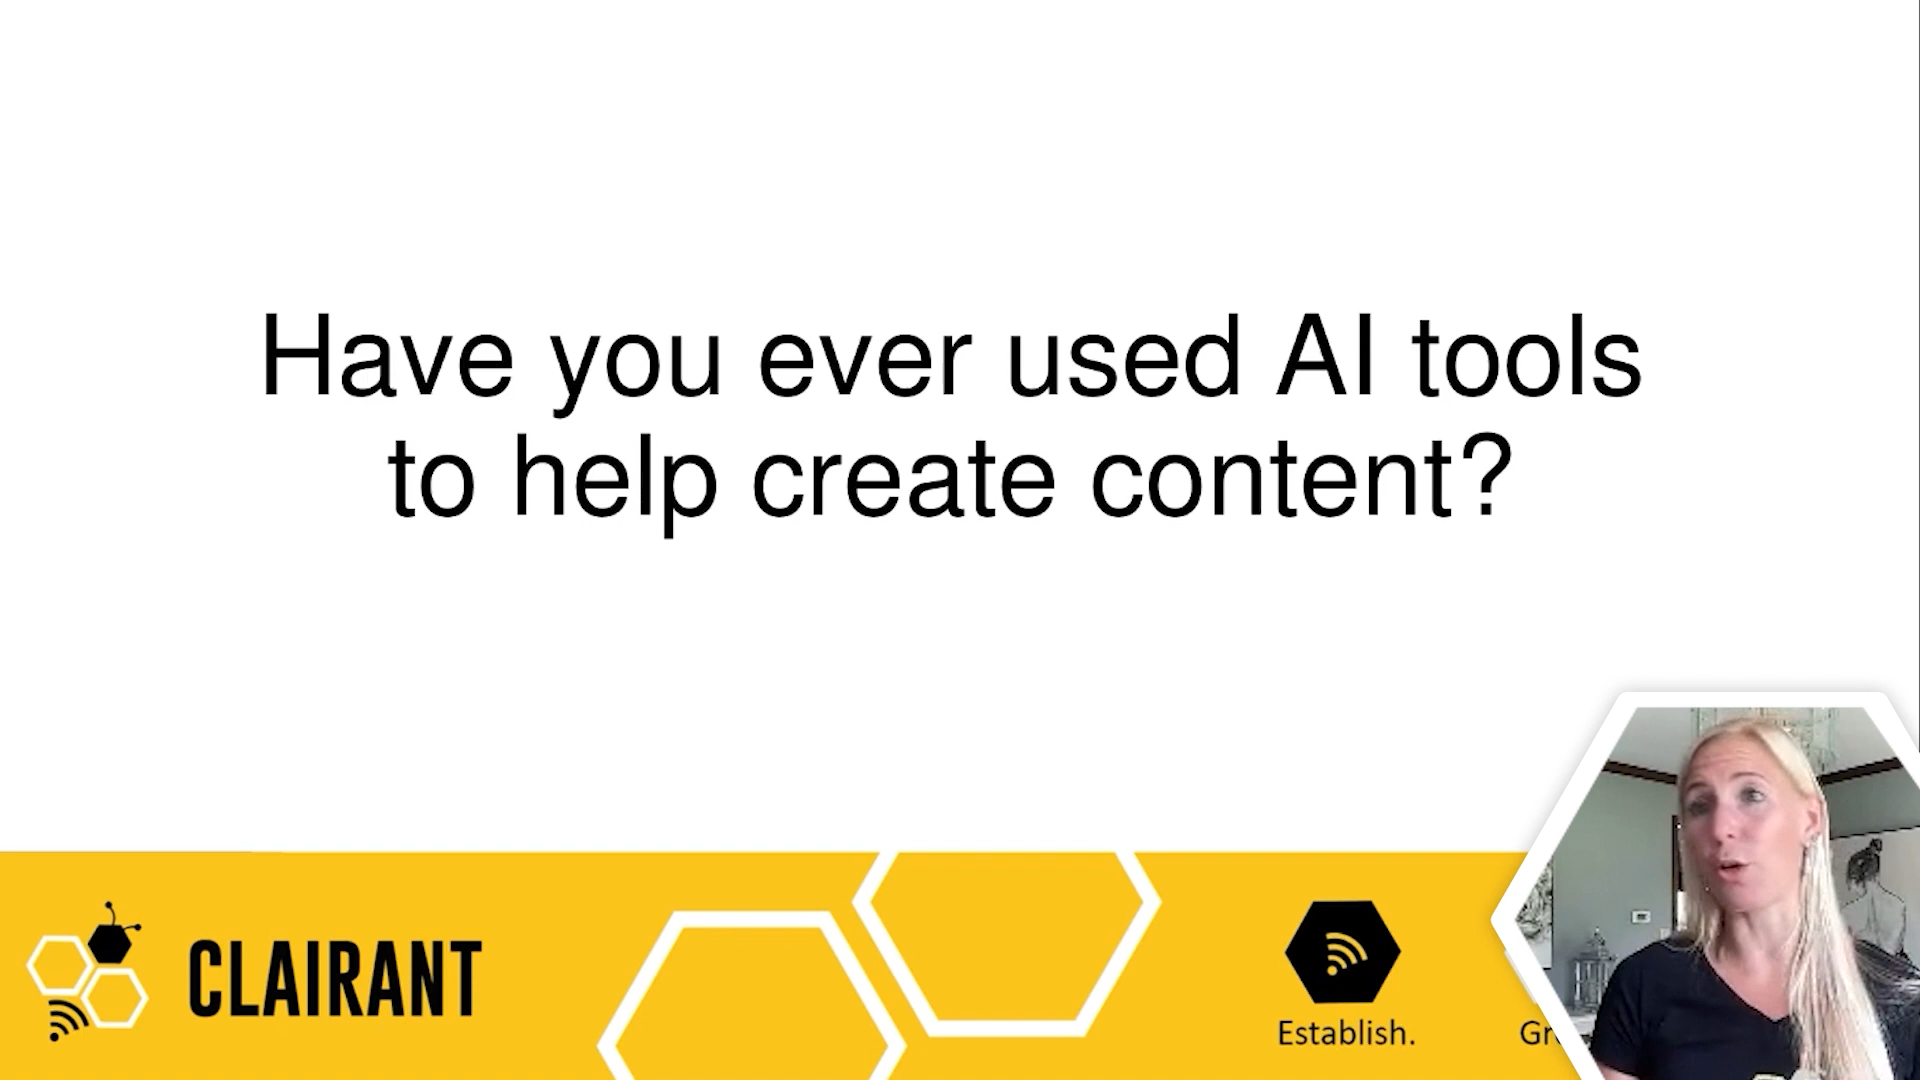 Have you ever used AI tools
to help create content?
CLAIRANT
Establish.